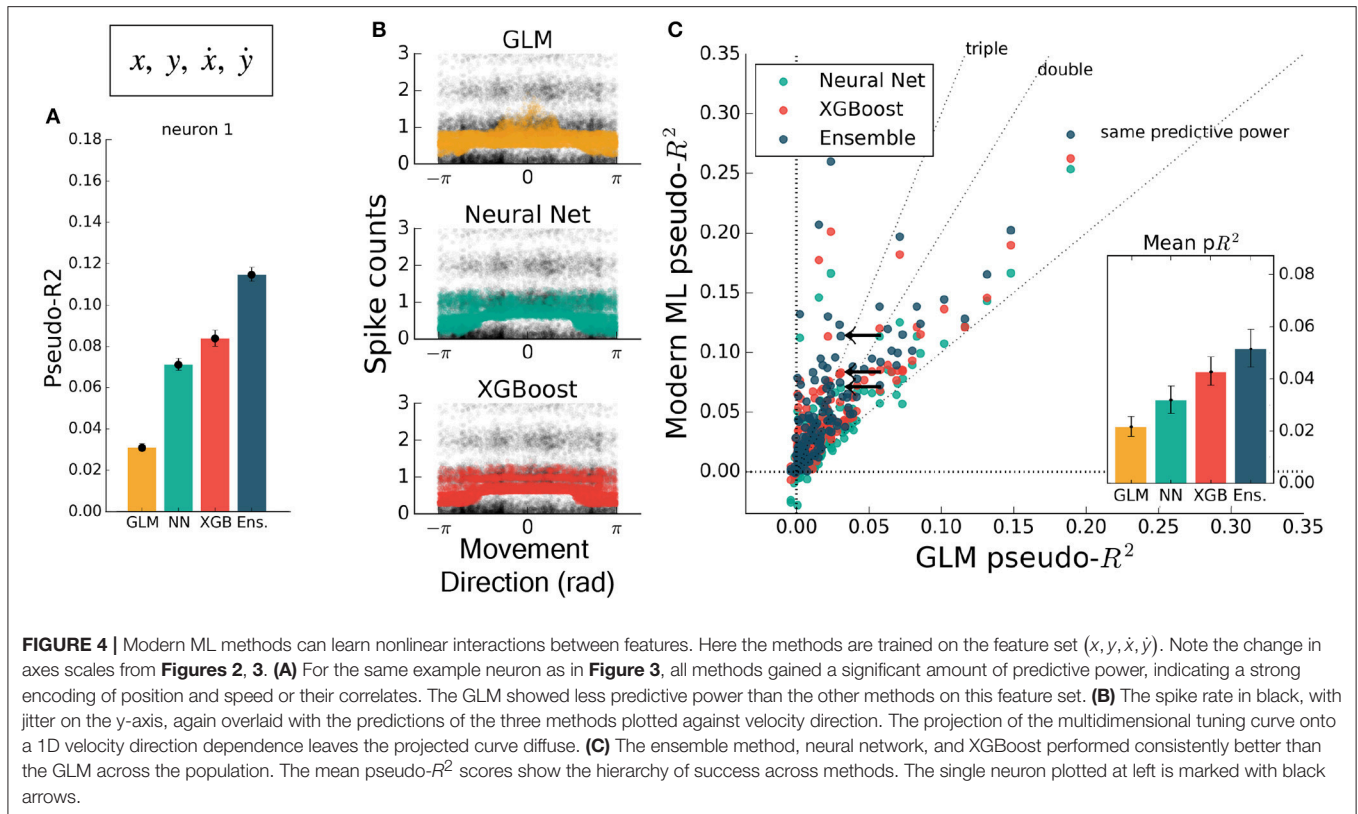 x, y, ẋ, ẏ
A
neuron 1
0.18
0.16
0.14
0.12
0.10
0.08
0.06
0.04
0.02
0.00
Pseudo-R2
GLM NN XGB Ens.
B
GLM
3
2
1
0
−π 0 π
Neural Net
3
2
1
0
−π 0 π
XGBoost
3
2
1
0
−π 0 π
Spike counts
Movement
Direction (rad)
C
0.35
0.30
0.25
0.20
0.15
0.10
0.05
0.00
Modern ML pseudo-R²
Neural Net
XGBoost
Ensemble
triple
double
same predictive power
Mean pR²
0.08
0.06
0.04
0.02
0.00
GLM NN XGB Ens.
0.00 0.05 0.10 0.15 0.20 0.25 0.30 0.35
GLM pseudo-R²
FIGURE 4 | Modern ML methods can learn nonlinear interactions between features. Here the methods are trained on the feature set (x, y, ẋ, ẏ). Note the change in
axes scales from Figures 2, 3. (A) For the same example neuron as in Figure 3, all methods gained a significant amount of predictive power, indicating a strong
encoding of position and speed or their correlates. The GLM showed less predictive power than the other methods on this feature set. (B) The spike rate in black, with
jitter on the y-axis, again overlaid with the predictions of the three methods plotted against velocity direction. The projection of the multidimensional tuning curve onto
a 1D velocity direction dependence leaves the projected curve diffuse. (C) The ensemble method, neural network, and XGBoost performed consistently better than
the GLM across the population. The mean pseudo-R² scores show the hierarchy of success across methods. The single neuron plotted at left is marked with black
arrows.